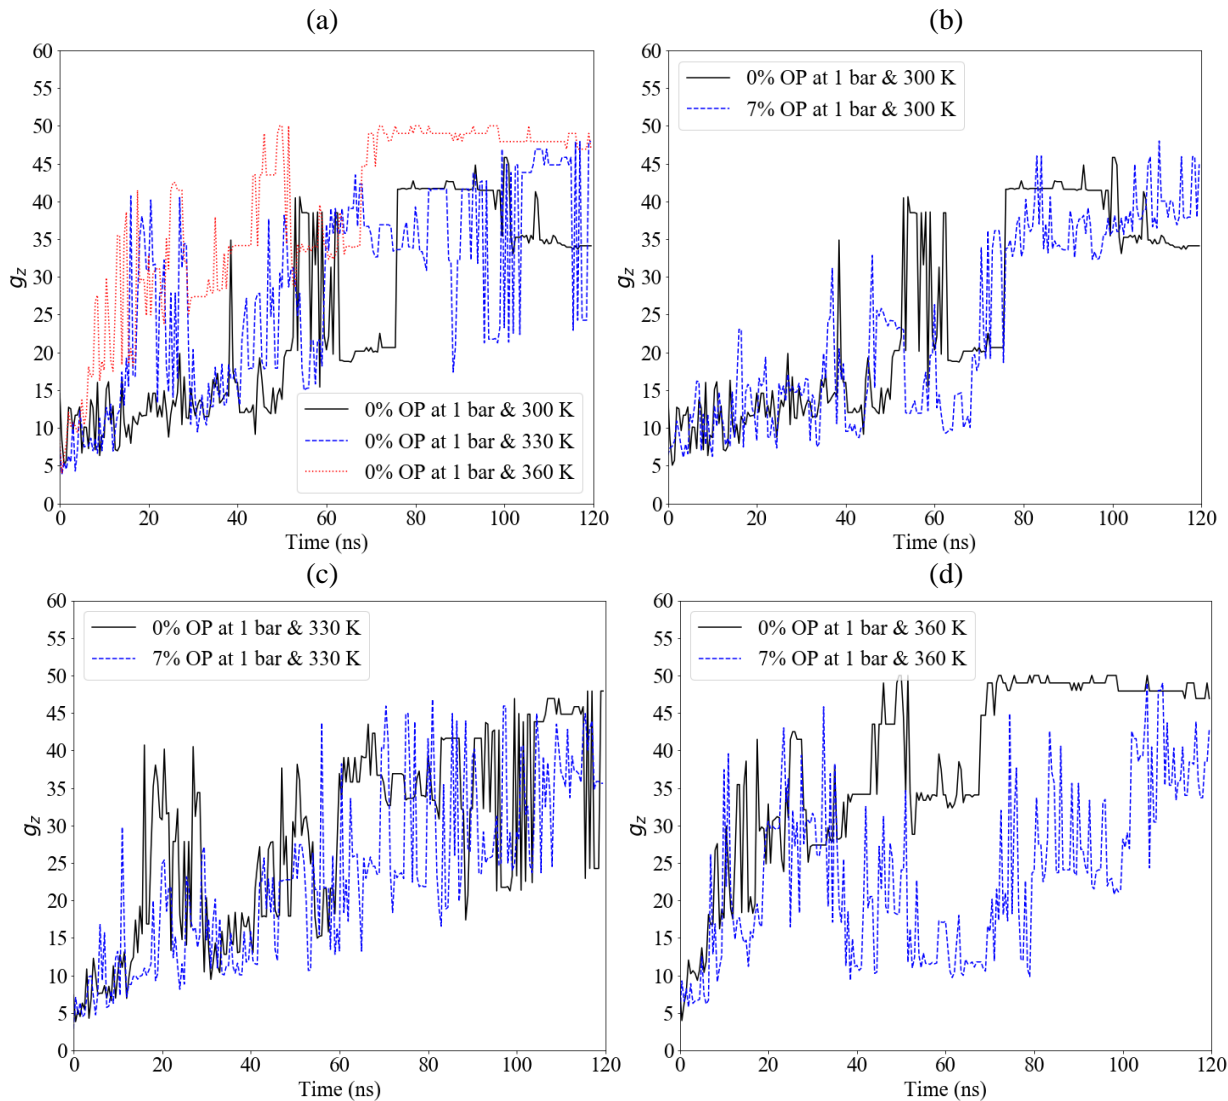 (a)
60
55
50
45
40
35
30
25
20
15
10
5
0
g_z
0% OP at 1 bar & 300 K
0% OP at 1 bar & 330 K
0% OP at 1 bar & 360 K
0 20 40 60 80 100 120
Time (ns)
(b)
60
55
50
45
40
35
30
25
20
15
10
5
0
g_z
0% OP at 1 bar & 300 K
7% OP at 1 bar & 300 K
0 20 40 60 80 100 120
Time (ns)
(c)
60
55
50
45
40
35
30
25
20
15
10
5
0
g_z
0% OP at 1 bar & 330 K
7% OP at 1 bar & 330 K
0 20 40 60 80 100 120
Time (ns)
(d)
60
55
50
45
40
35
30
25
20
15
10
5
0
g_z
0% OP at 1 bar & 360 K
7% OP at 1 bar & 360 K
0 20 40 60 80 100 120
Time (ns)